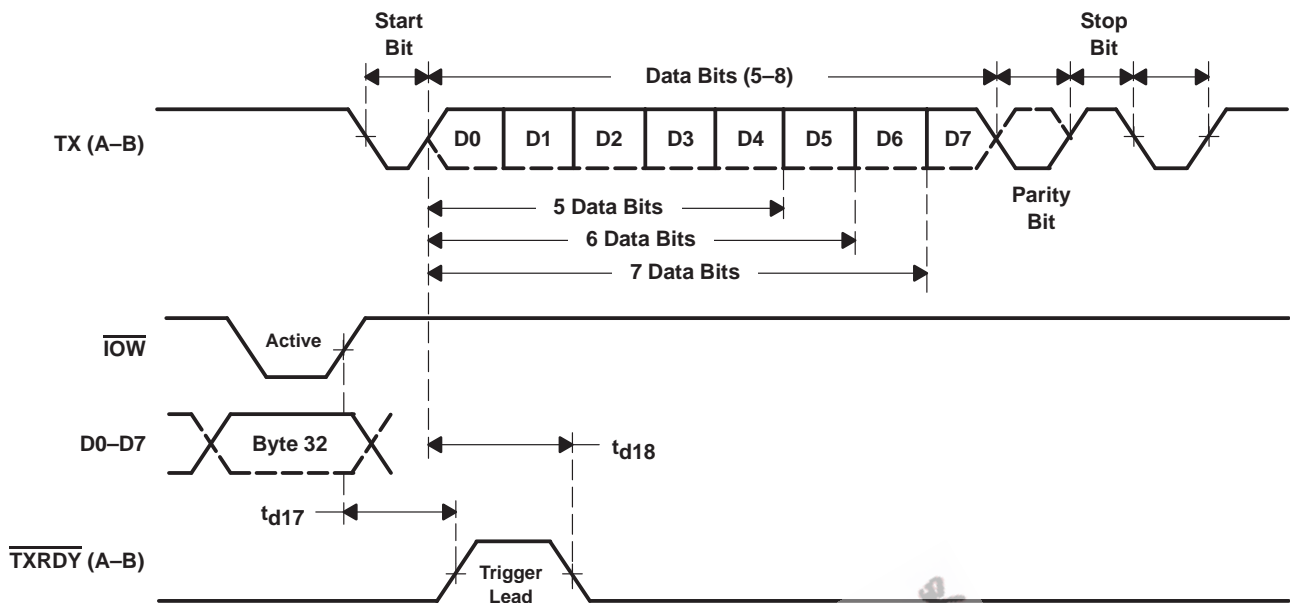 Start
Bit
Data Bits (5–8)
Stop
Bit
TX (A–B)
D0 D1 D2 D3 D4 D5 D6 D7
Parity
Bit
5 Data Bits
6 Data Bits
7 Data Bits
IOW
Active
D0–D7
Byte 32
td18
td17
TXRDY (A–B)
Trigger
Lead